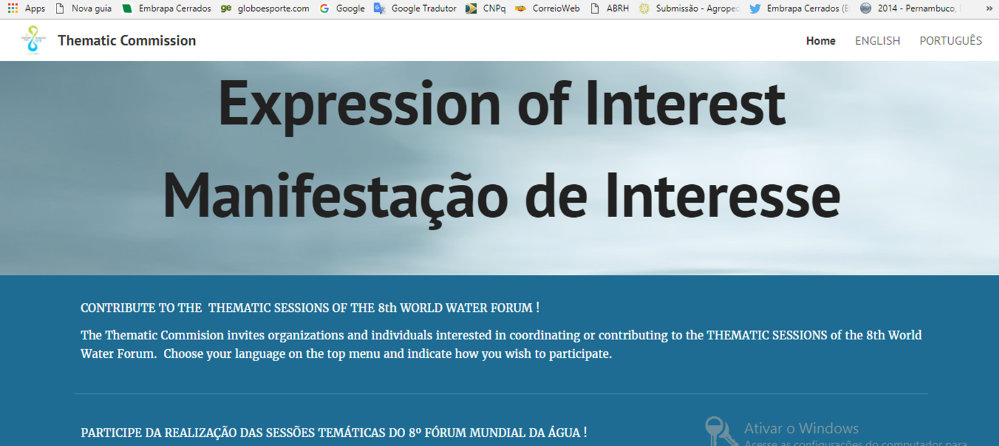 Apps Nova guia Embrapa Cerrados ge globoesporte.com Google Google Tradutor CNPq CorreioWeb ABRH Submissão - Agropec Embrapa Cerrados (E 2014 - Pernambuco, »
Thematic Commission Home ENGLISH PORTUGUÊS
Expression of Interest
Manifestação de Interesse
CONTRIBUTE TO THE THEMATIC SESSIONS OF THE 8th WORLD WATER FORUM !
The Thematic Commision invites organizations and individuals interested in coordinating or contributing to the THEMATIC SESSIONS of the 8th World
Water Forum. Choose your language on the top menu and indicate how you wish to participate.
PARTICIPE DA REALIZAÇÃO DAS SESSÕES TEMÁTICAS DO 8º FÓRUM MUNDIAL DA ÁGUA !
Ativar o Windows
Acesse as configurações do computador para